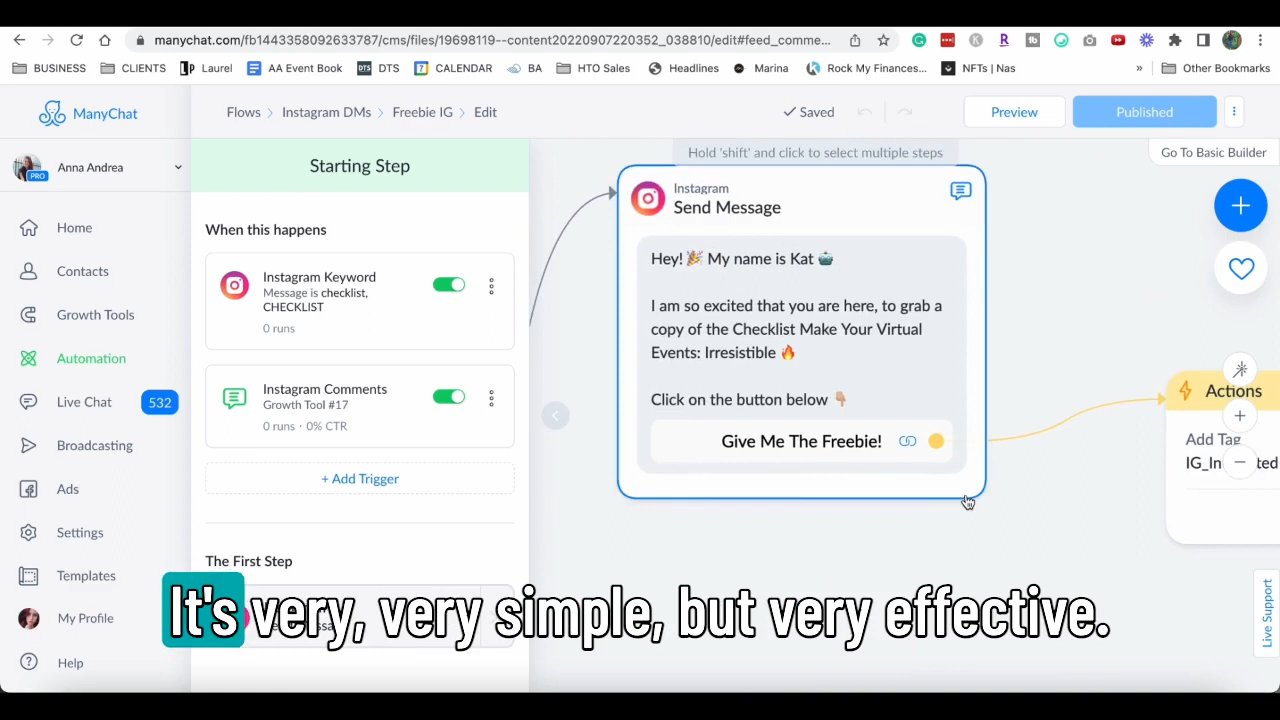 manychat.com/fb1443358092633787/cms/files/19698119--content20220907220352_038810/edit#feed_comme...
BUSINESS CLIENTS Laurel AA Event Book DTS DTS CALENDAR BA HTO Sales Headlines Marina Rock My Finances... NFTs | Nas » Other Bookmarks
ManyChat
Flows > Instagram DMs > Freebie IG > Edit
Saved
Preview
Published
Hold 'shift' and click to select multiple steps
Go To Basic Builder
Anna Andrea
PRO
Home
Contacts
Growth Tools
Automation
Live Chat 532
Broadcasting
Ads
Settings
Templates
My Profile
Help
Starting Step
When this happens
Instagram Keyword
Message is checklist,
CHECKLIST
0 runs
Instagram Comments
Growth Tool #17
0 runs · 0% CTR
+ Add Trigger
The First Step
Instagram
Send Message
Hey! 🎉 My name is Kat 🤖
I am so excited that you are here, to grab a
copy of the Checklist Make Your Virtual
Events: Irresistible 🔥
Click on the button below 👇🏼
Give Me The Freebie!
Actions
Add Tag
Live Support
It's very, very simple, but very effective.